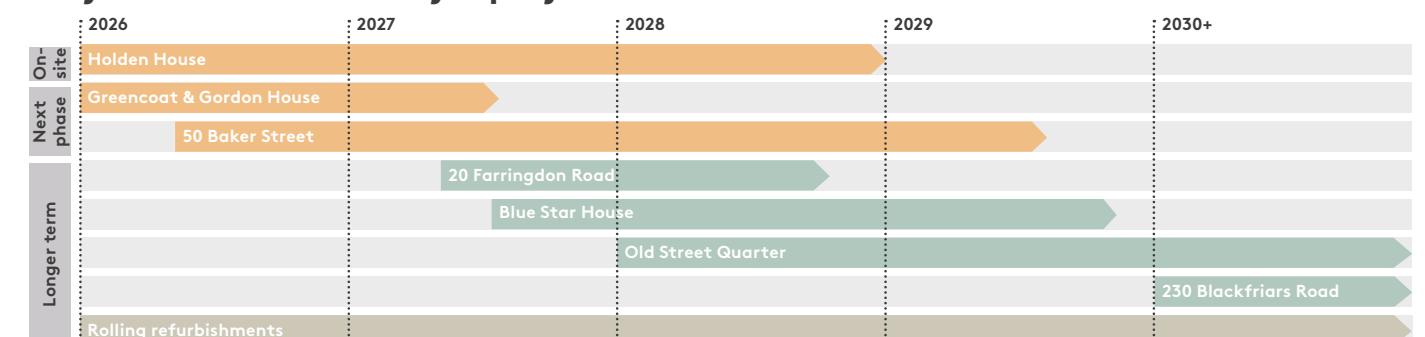 2026 2027 2028 2029 2030+
On-
site
Holden House
Next
phase
Greencoat & Gordon House
50 Baker Street
Longer term
20 Farringdon Road
Blue Star House
Old Street Quarter
230 Blackfriars Road
Rolling refurbishments